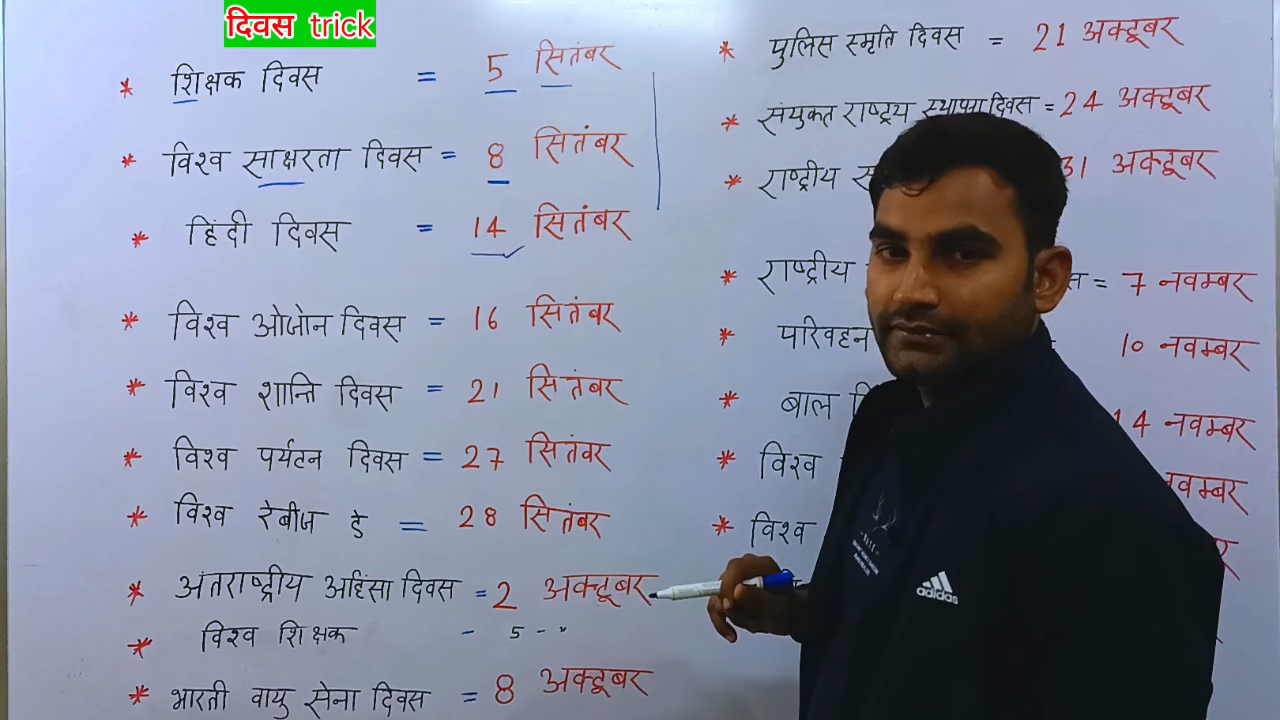 दिवस trick
* शिक्षक दिवस = 5 सितंबर
* विश्व साक्षरता दिवस = 8 सितंबर
* हिंदी दिवस = 14 सितंबर
* विश्व ओजोन दिवस = 16 सितंबर
* विश्व शान्ति दिवस = 21 सितंबर
* विश्व पर्यटन दिवस = 27 सितंबर
* विश्व रेबीज डे = 28 सितंबर
* अंतराष्ट्रीय अहिंसा दिवस = 2 अक्टूबर
* विश्व शिक्षक - 5 - "
* भारती वायु सेना दिवस = 8 अक्टूबर
* पुलिस स्मृति दिवस = 21 अक्टूबर
* संयुक्त राष्ट्रय स्थापना दिवस = 24 अक्टूबर
* राष्ट्रीय 31 अक्टूबर
* राष्ट्रीय = 7 नवम्बर
* परिवहन 10 नवम्बर
* बाल 14 नवम्बर
* विश्व नवम्बर
* विश्व
adidas